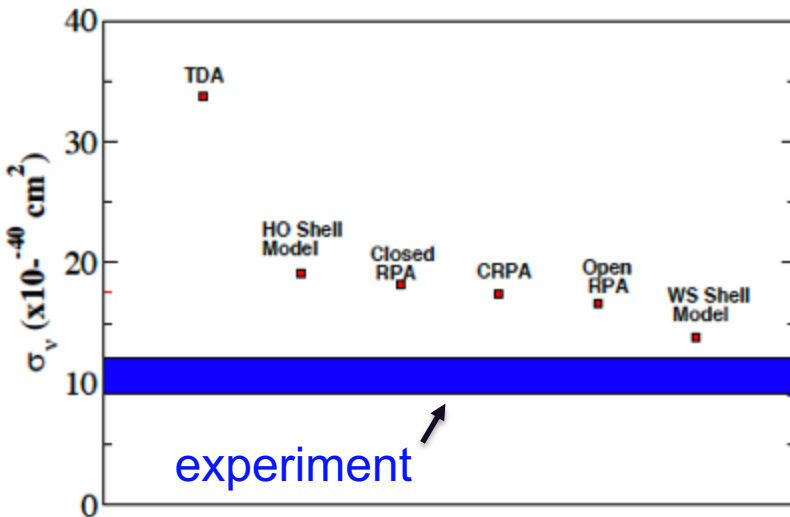 40
30
20
10
0
σν (x10-⁻⁴⁰ cm²)
TDA
HO Shell
Model
Closed
RPA
CRPA
Open
RPA
WS Shell
Model
experiment